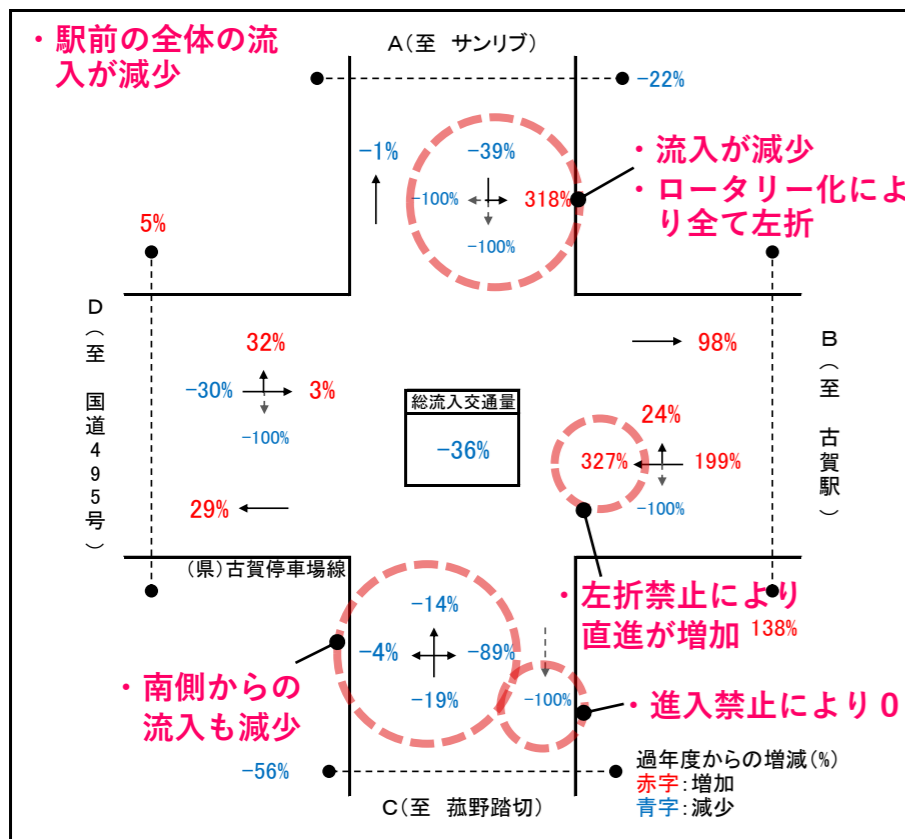 ・駅前の全体の流
入が減少
A(至 サンリブ)
-22%
-1%
-39%
-100%
318%
-100%
・流入が減少
・ロータリー化によ
り全て左折
5%
D(至 国道495号)
32%
-30%
3%
-100%
29%
(県)古賀停車場線
総流入交通量
-36%
98%
24%
327%
199%
-100%
B(至 古賀駅)
・左折禁止により
直進が増加
138%
-14%
-4%
-89%
-19%
-100%
・南側からの
流入も減少
・進入禁止により0
-56%
C(至 菰野踏切)
過年度からの増減(%)
赤字:増加
青字:減少